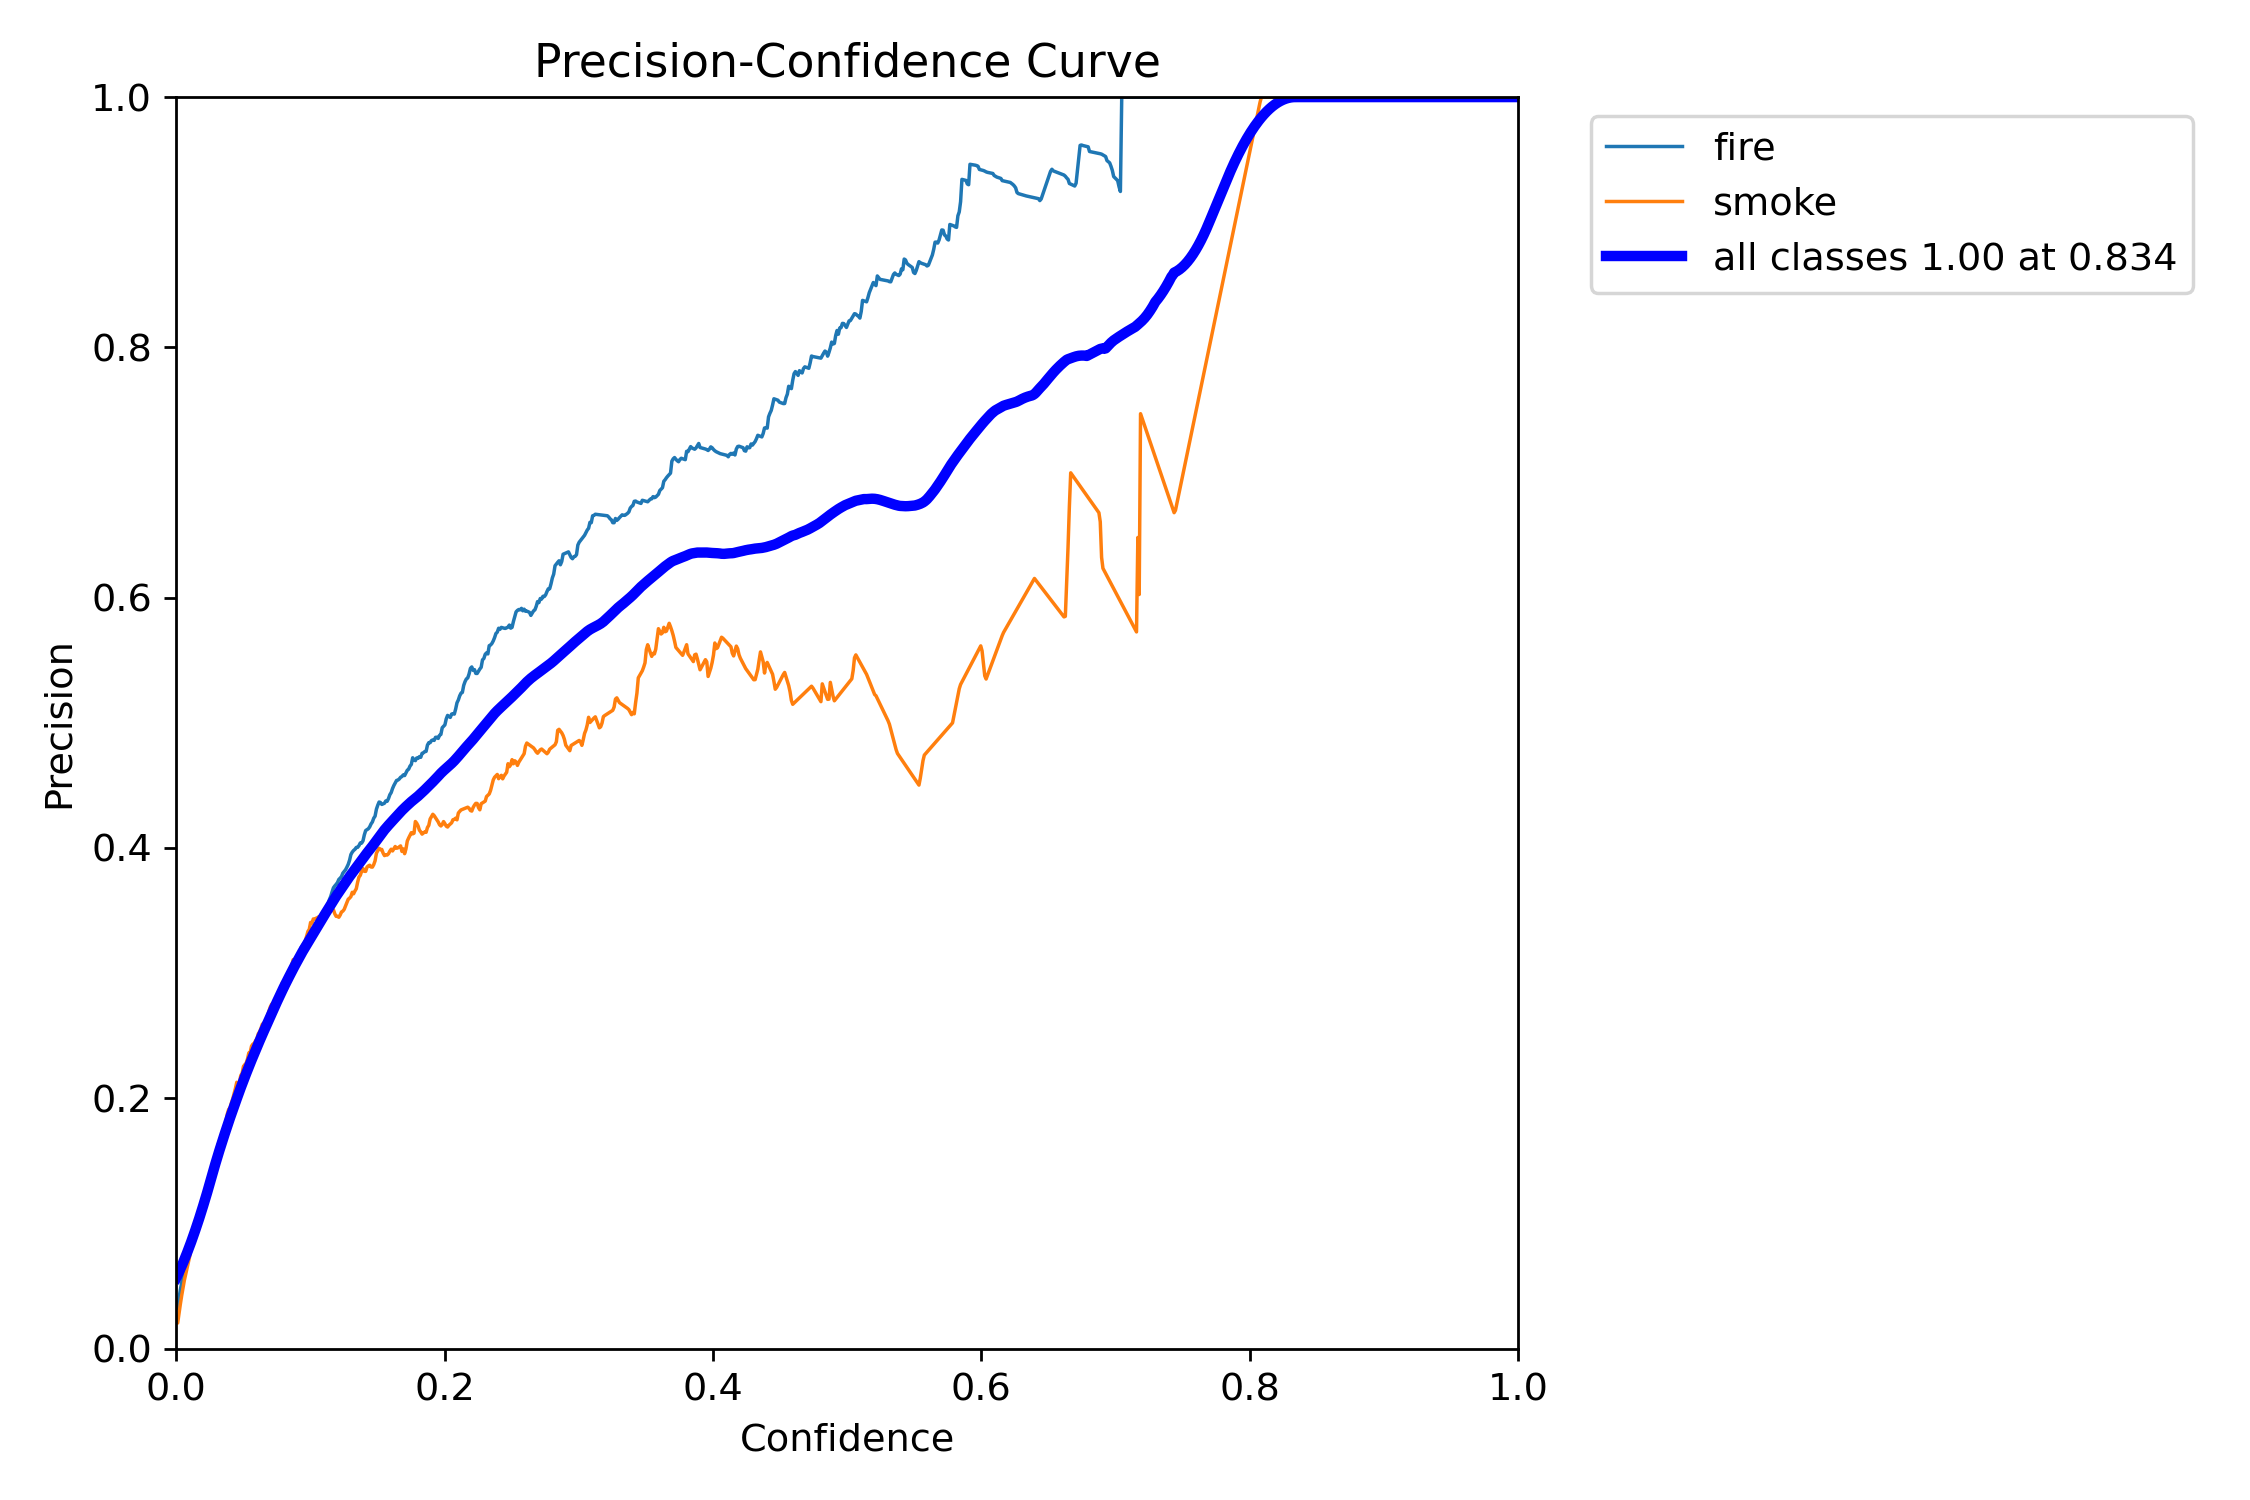 Precision-Confidence Curve
1.0
0.8
0.6
0.4
0.2
0.0
Precision
0.0 0.2 0.4 0.6 0.8 1.0
Confidence
fire
smoke
all classes 1.00 at 0.834